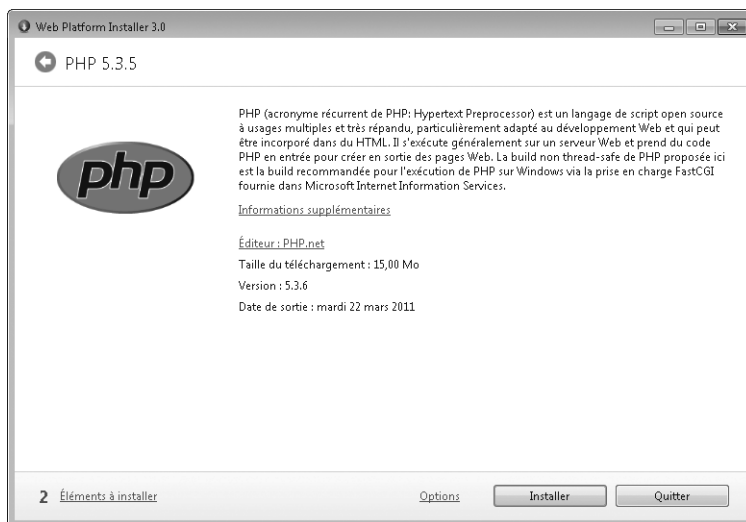 Web Platform Installer 3.0
PHP 5.3.5
php
PHP (acronyme récurrent de PHP: Hypertext Preprocessor) est un langage de script open source
à usages multiples et très répandu, particulièrement adapté au développement Web et qui peut
être incorporé dans du HTML. Il s'exécute généralement sur un serveur Web et prend du code
PHP en entrée pour créer en sortie des pages Web. La build non thread-safe de PHP proposée ici
est la build recommandée pour l'exécution de PHP sur Windows via la prise en charge FastCGI
fournie dans Microsoft Internet Information Services.
Informations supplémentaires
Éditeur : PHP.net
Taille du téléchargement : 15,00 Mo
Version : 5.3.6
Date de sortie : mardi 22 mars 2011
2 Éléments à installer Options Installer Quitter